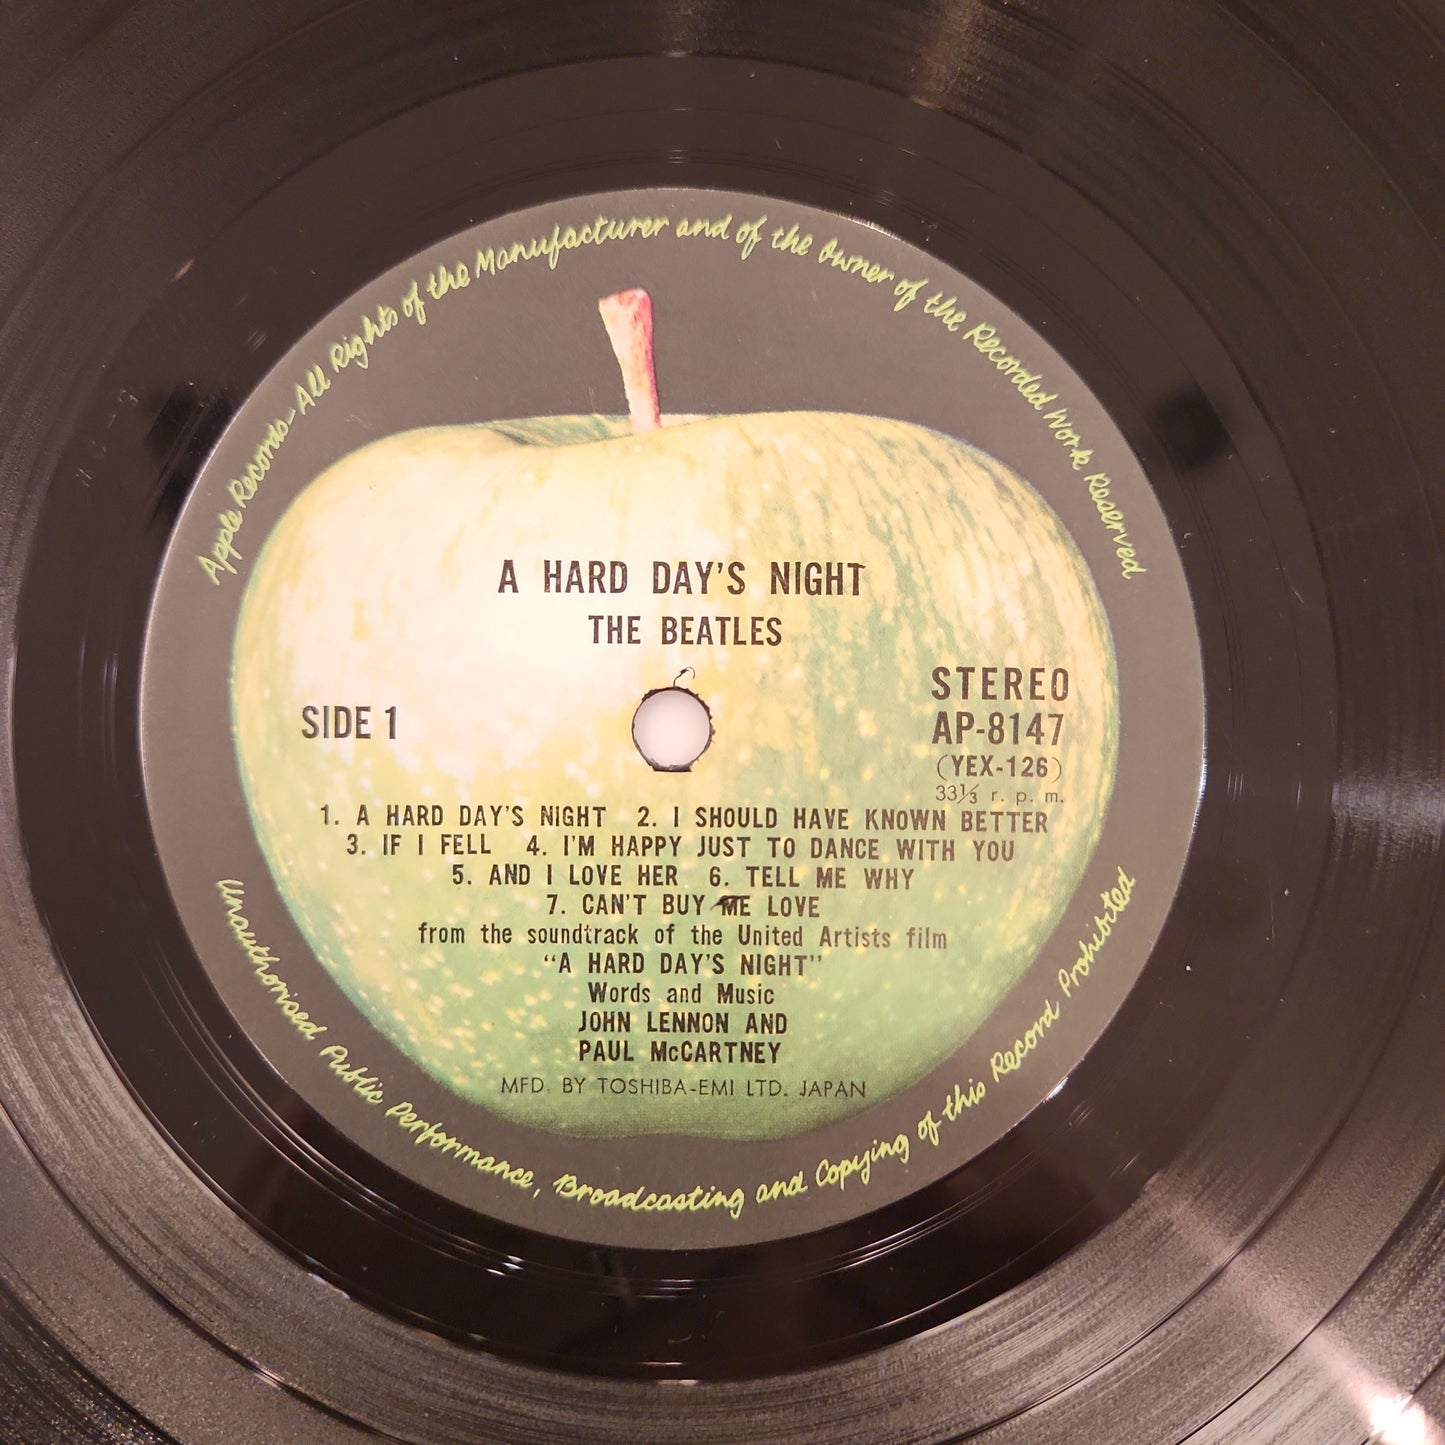 Apple Records—All Rights of the Manufacturer and of the Owner of the Recorded Work Reserved
A HARD DAY'S NIGHT
THE BEATLES
SIDE 1
STEREO
AP-8147
(YEX-126)
33⅓ r. p. m.
1. A HARD DAY'S NIGHT 2. I SHOULD HAVE KNOWN BETTER
3. IF I FELL 4. I'M HAPPY JUST TO DANCE WITH YOU
5. AND I LOVE HER 6. TELL ME WHY
7. CAN'T BUY ME LOVE
from the soundtrack of the United Artists film
"A HARD DAY'S NIGHT"
Words and Music
JOHN LENNON AND
PAUL McCARTNEY
MFD. BY TOSHIBA-EMI LTD. JAPAN
Unauthorised Public Performance, Broadcasting and Copying of this Record Prohibited